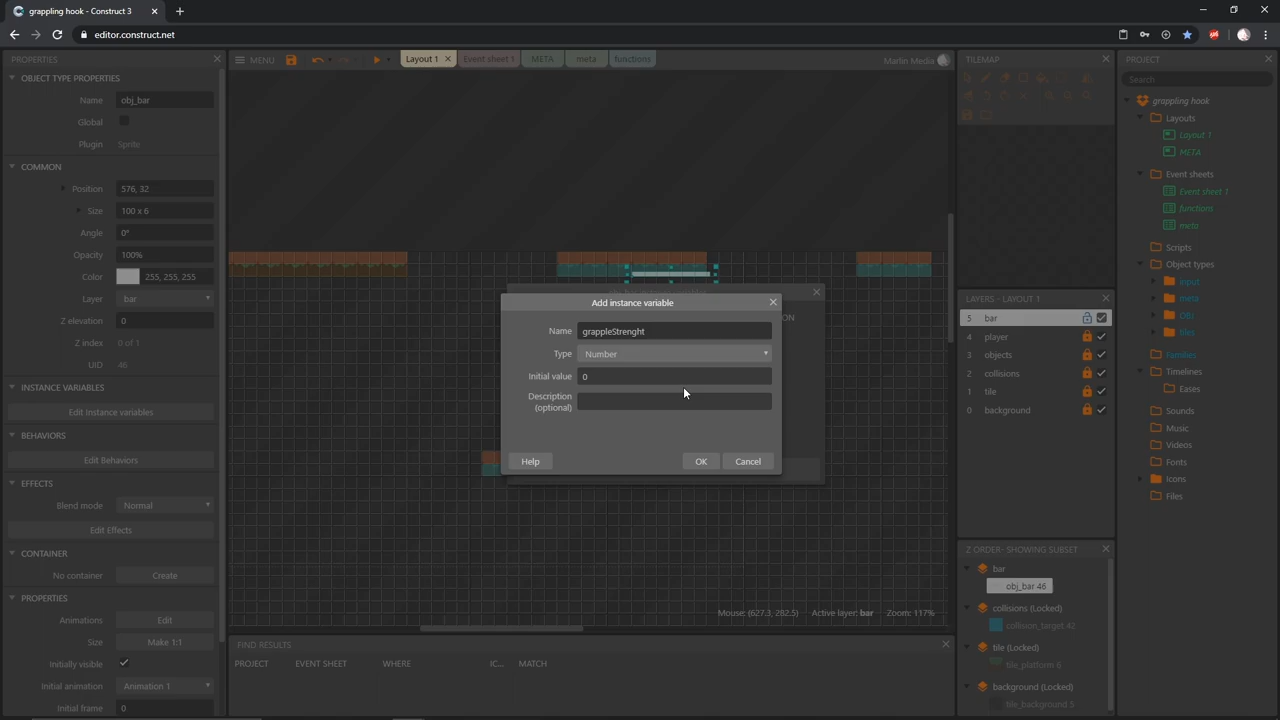 grappling hook - Construct 3
editor.construct.net
PROPERTIES
OBJECT TYPE PROPERTIES
Name obj_bar
Global
Plugin Sprite
COMMON
Position 576, 32
Size 100 x 6
Angle 0°
Opacity 100%
Color 255, 255, 255
Layer bar
Z elevation 0
Z index 0 of 1
UID 46
INSTANCE VARIABLES
Edit Instance variables
BEHAVIORS
Edit Behaviors
EFFECTS
Blend mode Normal
Edit Effects
CONTAINER
No container Create
PROPERTIES
Animations Edit
Size Make 1:1
Initially visible
Initial animation Animation 1
Initial frame 0
MENU
Layout 1
Event sheet 1
META
meta
functions
Marlin Media
Add instance variable
Name grappleStrenght
Type Number
Initial value 0
Description
(optional)
Help OK Cancel
Mouse: (627.3, 282.5) Active layer: bar Zoom: 117%
FIND RESULTS
PROJECT EVENT SHEET WHERE IC... MATCH
TILEMAP
LAYERS - LAYOUT 1
5 bar
4 player
3 objects
2 collisions
1 tile
0 background
Z ORDER- SHOWING SUBSET
bar
obj_bar 46
collisions (Locked)
collision_target 42
tile (Locked)
tile_platform 6
background (Locked)
tile_background 5
PROJECT
Search
grappling hook
Layouts
Layout 1
META
Event sheets
Event sheet 1
functions
meta
Scripts
Object types
input
meta
OBJ
tiles
Families
Timelines
Eases
Sounds
Music
Videos
Fonts
Icons
Files